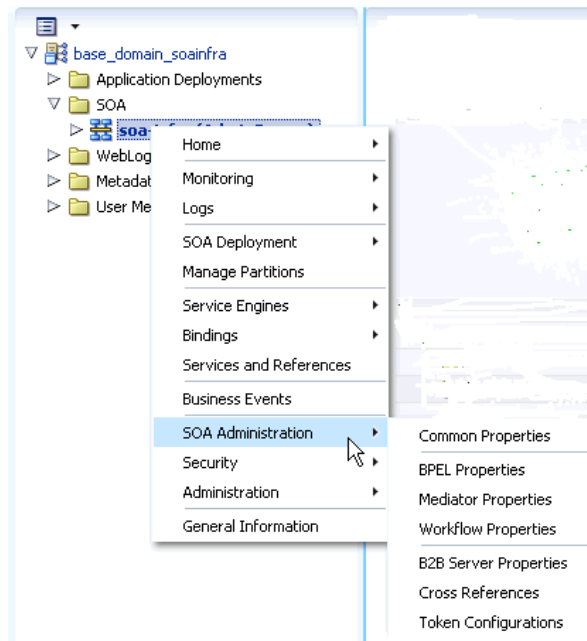 base_domain_soainfra
Application Deployments
SOA
WebLog
Metadat
User Me
Home
Monitoring
Logs
SOA Deployment
Manage Partitions
Service Engines
Bindings
Services and References
Business Events
SOA Administration
Security
Administration
General Information
Common Properties
BPEL Properties
Mediator Properties
Workflow Properties
B2B Server Properties
Cross References
Token Configurations